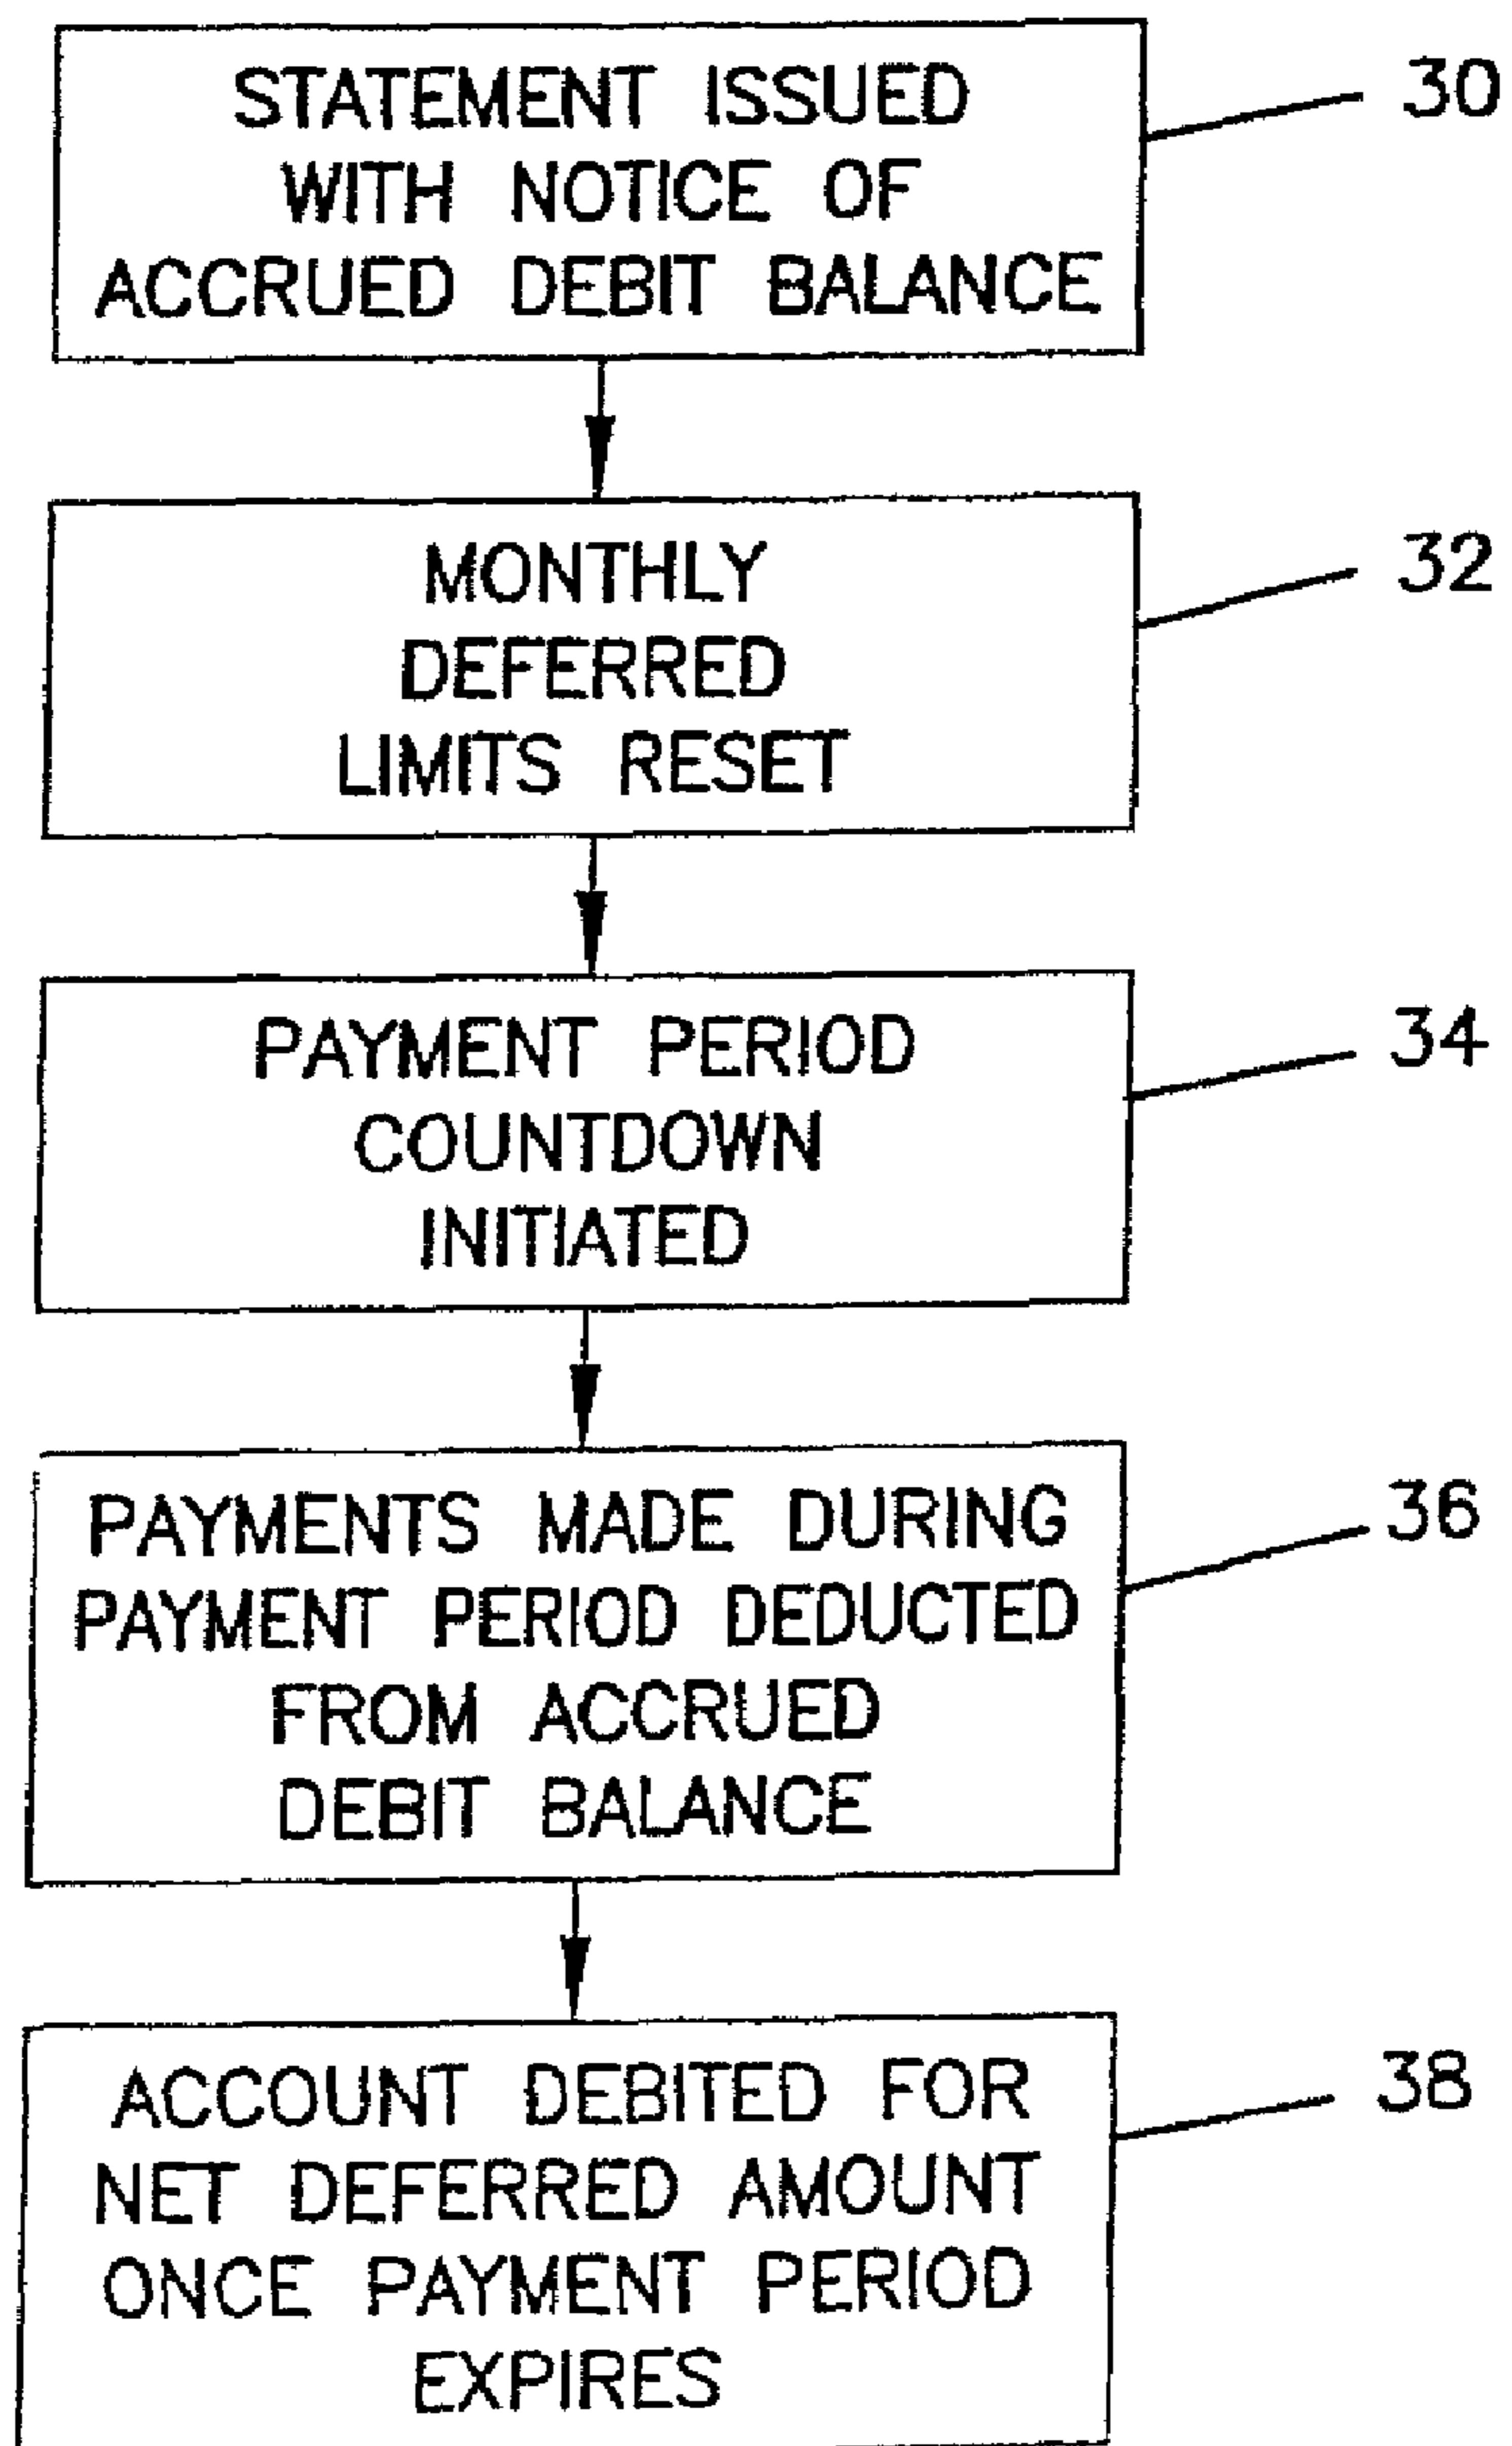 STATEMENT ISSUED
WITH NOTICE OF
ACCRUED DEBIT BALANCE
30
MONTHLY
DEFERRED
LIMITS RESET
32
PAYMENT PERIOD
COUNTDOWN
INITIATED
34
PAYMENTS MADE DURING
PAYMENT PERIOD DEDUCTED
FROM ACCRUED
DEBIT BALANCE
36
ACCOUNT DEBITED FOR
NET DEFERRED AMOUNT
ONCE PAYMENT PERIOD
EXPIRES
38